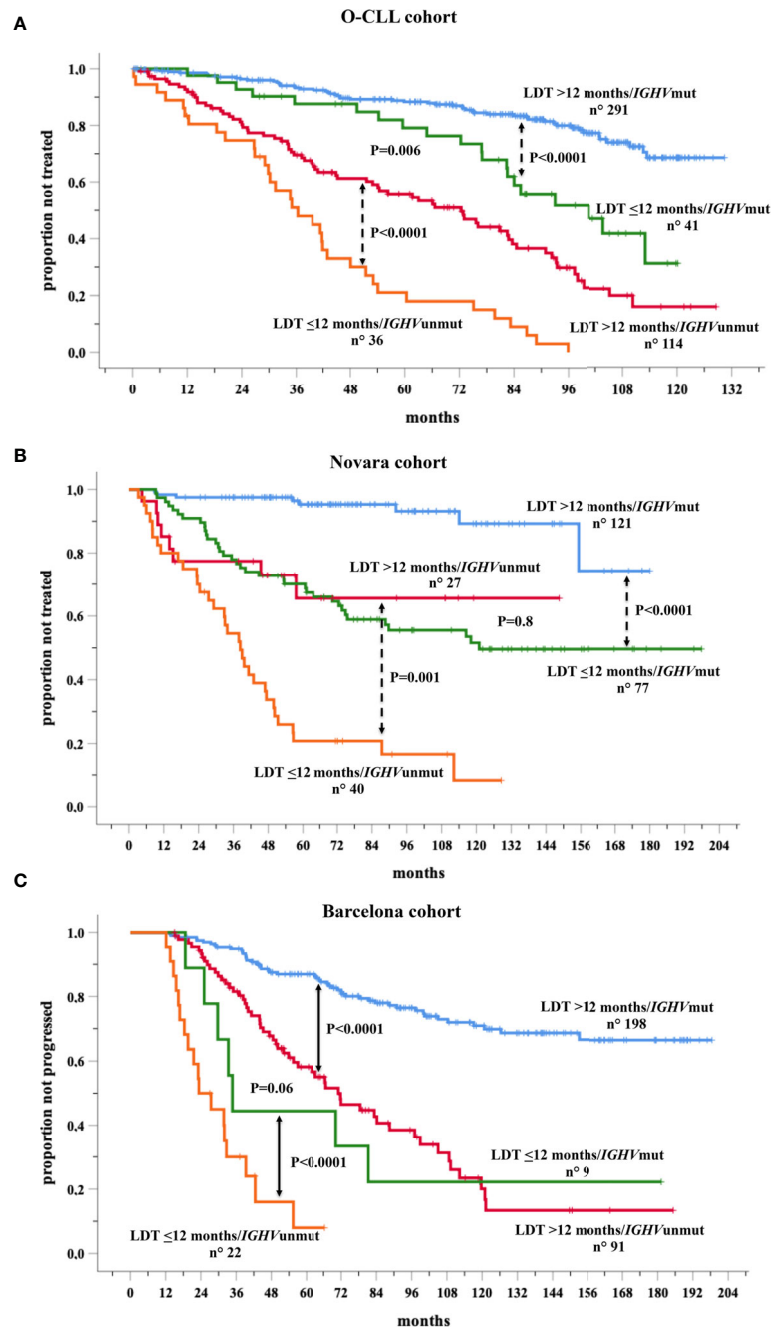 A
O-CLL cohort
proportion not treated
1.0
0.8
0.6
0.4
0.2
0.0
LDT >12 months/IGHVmut
n° 291
P=0.006
P<0.0001
P<0.0001
LDT ≤12 months/IGHVmut
n° 41
LDT ≤12 months/IGHVunmut
n° 36
LDT >12 months/IGHVunmut
n° 114
0 12 24 36 48 60 72 84 96 108 120 132
months
B
Novara cohort
proportion not treated
1.0
0.8
0.6
0.4
0.2
0.0
LDT >12 months/IGHVmut
n° 121
LDT >12 months/IGHVunmut
n° 27
P<0.0001
P=0.8
P=0.001
LDT ≤12 months/IGHVmut
n° 77
LDT ≤12 months/IGHVunmut
n° 40
0 12 24 36 48 60 72 84 96 108 120 132 144 156 168 180 192 204
months
C
Barcelona cohort
proportion not progressed
1.0
0.8
0.6
0.4
0.2
0.0
LDT >12 months/IGHVmut
n° 198
P<0.0001
P=0.06
P<0.0001
LDT ≤12 months/IGHVmut
n° 9
LDT ≤12 months/IGHVunmut
n° 22
LDT >12 months/IGHVunmut
n° 91
0 12 24 36 48 60 72 84 96 108 120 132 144 156 168 180 192 204
months